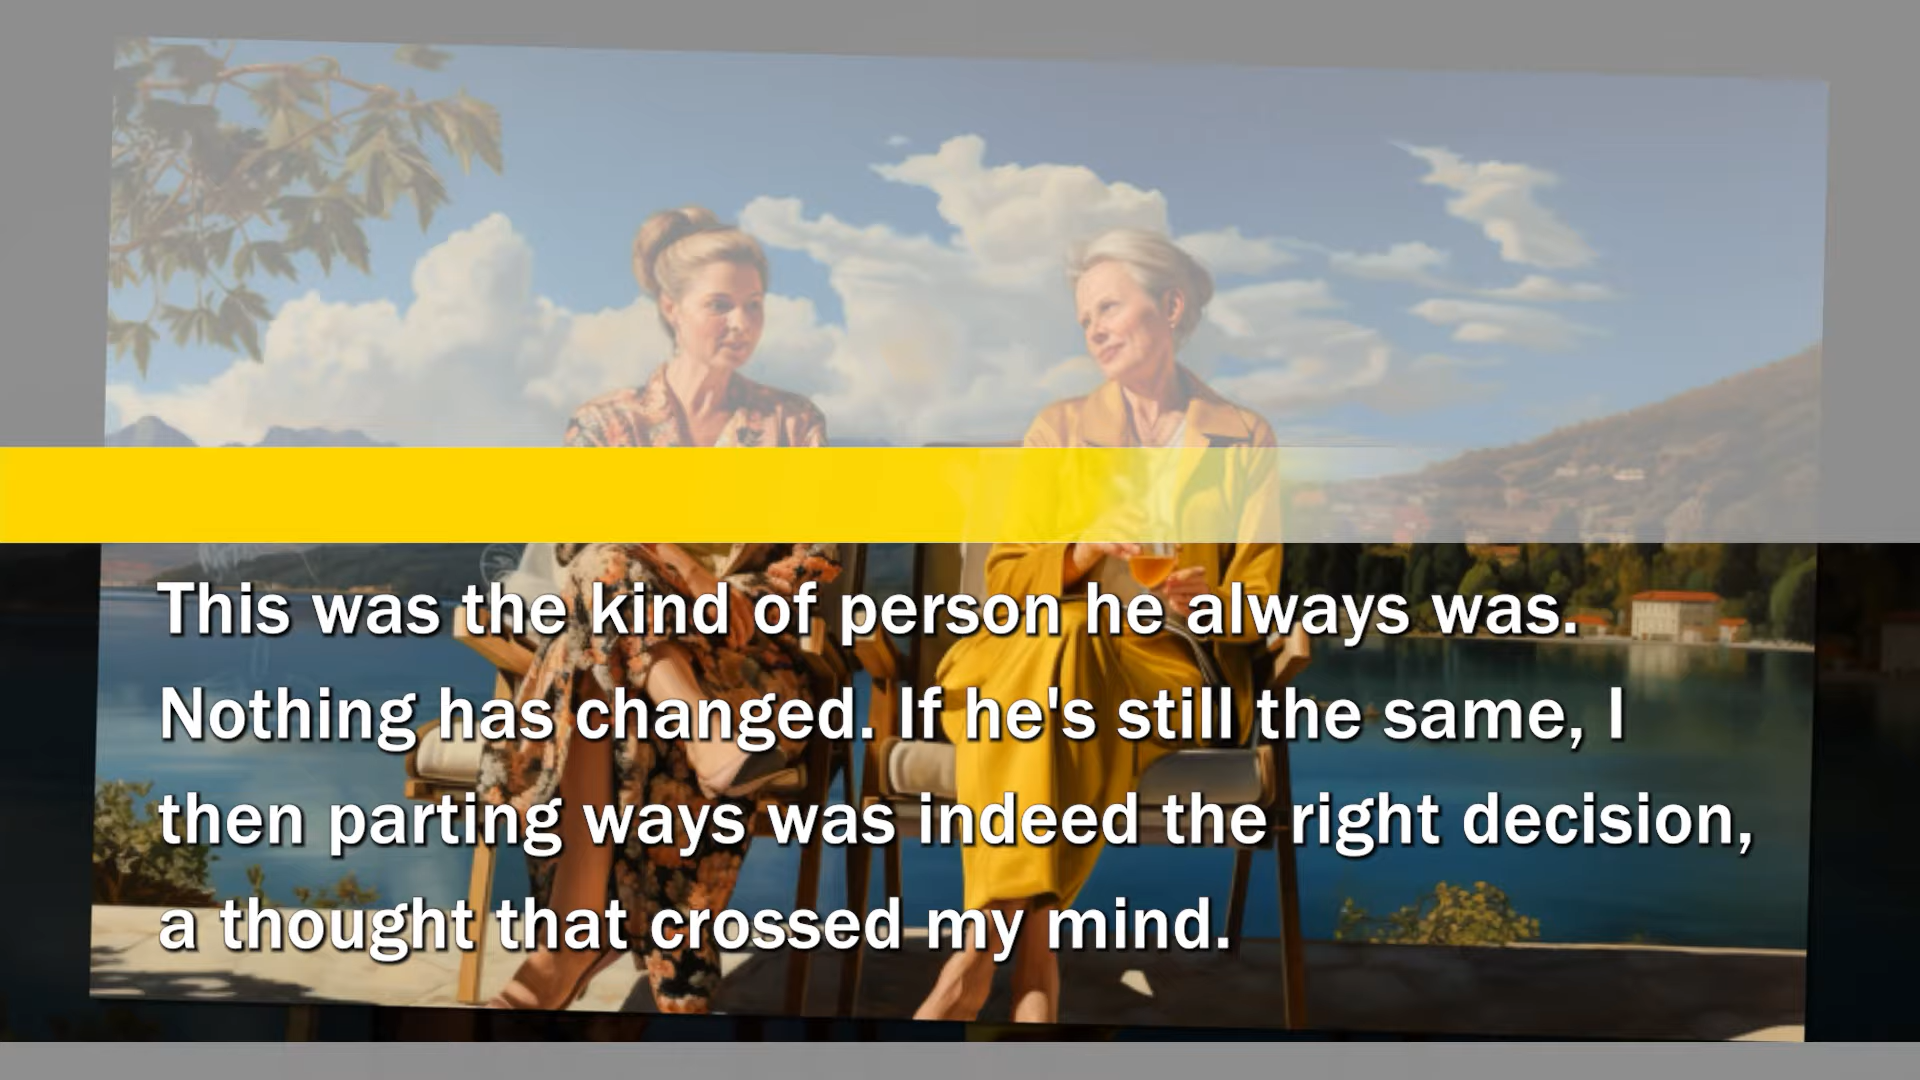 This was the kind of person he always was.
Nothing has changed. If he's still the same, I
then parting ways was indeed the right decision,
a thought that crossed my mind.